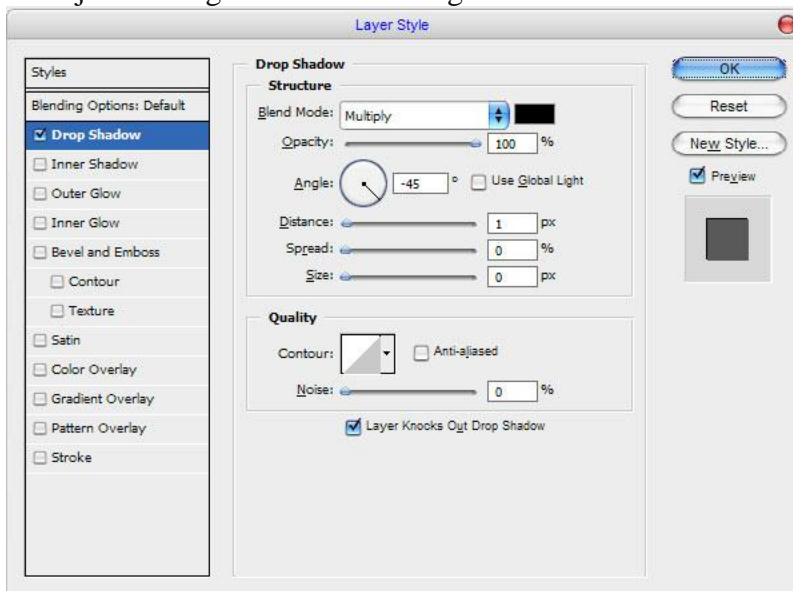 Layer Style
Styles
Blending Options: Default
Drop Shadow
Inner Shadow
Outer Glow
Inner Glow
Bevel and Emboss
Contour
Texture
Satin
Color Overlay
Gradient Overlay
Pattern Overlay
Stroke
Drop Shadow
Structure
Blend Mode: Multiply
Opacity: 100 %
Angle: -45 ° Use Global Light
Distance: 1 px
Spread: 0 %
Size: 0 px
Quality
Contour: Anti-aliased
Noise: 0 %
Layer Knocks Out Drop Shadow
OK
Reset
New Style...
Preview